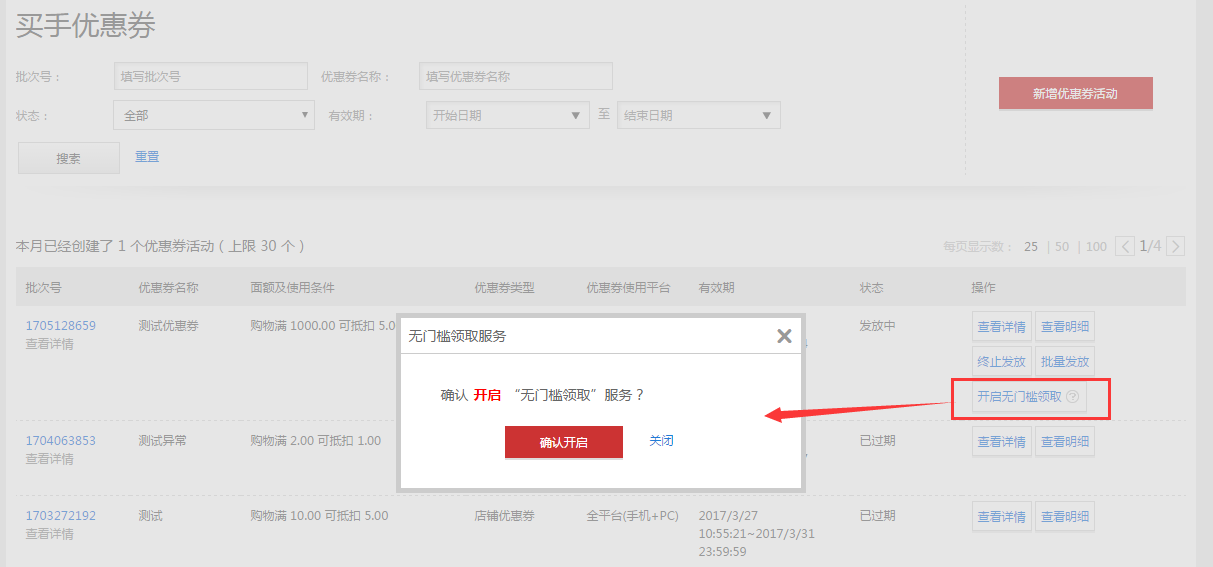 买手优惠券
批次号： 填写批次号 优惠券名称： 填写优惠券名称
新增优惠券活动
状态： 全部 有效期： 开始日期 至 结束日期
搜索 重置
本月已经创建了 1 个优惠券活动（上限 30 个） 每页显示数： 25 | 50 | 100 1/4
批次号 优惠券名称 面额及使用条件 优惠券类型 优惠券使用平台 有效期 状态 操作
1705128659 测试优惠券 购物满 1000.00 可抵扣 5.0 发放中 查看详情 查看明细
查看详情
终止发放 批量发放
开启无门槛领取 ?
无门槛领取服务
确认 开启 “无门槛领取”服务？
确认开启 关闭
1704063853 测试异常 购物满 2.00 可抵扣 1.00 已过期 查看详情 查看明细
查看详情
1703272192 测试 购物满 10.00 可抵扣 5.00 店铺优惠券 全平台(手机+PC) 2017/3/27 已过期 查看详情 查看明细
查看详情 10:55:21~2017/3/31
23:59:59